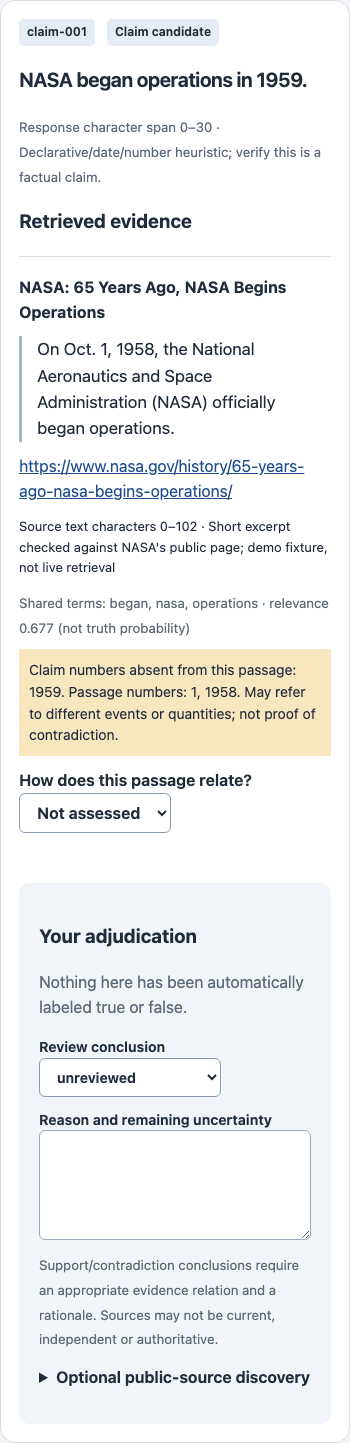 claim-001 Claim candidate
NASA began operations in 1959.
Response character span 0–30 ·
Declarative/date/number heuristic; verify this is a
factual claim.
Retrieved evidence
NASA: 65 Years Ago, NASA Begins
Operations
On Oct. 1, 1958, the National
Aeronautics and Space
Administration (NASA) officially
began operations.
https://www.nasa.gov/history/65-years-
ago-nasa-begins-operations/
Source text characters 0–102 · Short excerpt
checked against NASA's public page; demo fixture,
not live retrieval
Shared terms: began, nasa, operations · relevance
0.677 (not truth probability)
Claim numbers absent from this passage:
1959. Passage numbers: 1, 1958. May refer
to different events or quantities; not proof of
contradiction.
How does this passage relate?
Not assessed
Your adjudication
Nothing here has been automatically
labeled true or false.
Review conclusion
unreviewed
Reason and remaining uncertainty
Support/contradiction conclusions require
an appropriate evidence relation and a
rationale. Sources may not be current,
independent or authoritative.
Optional public-source discovery